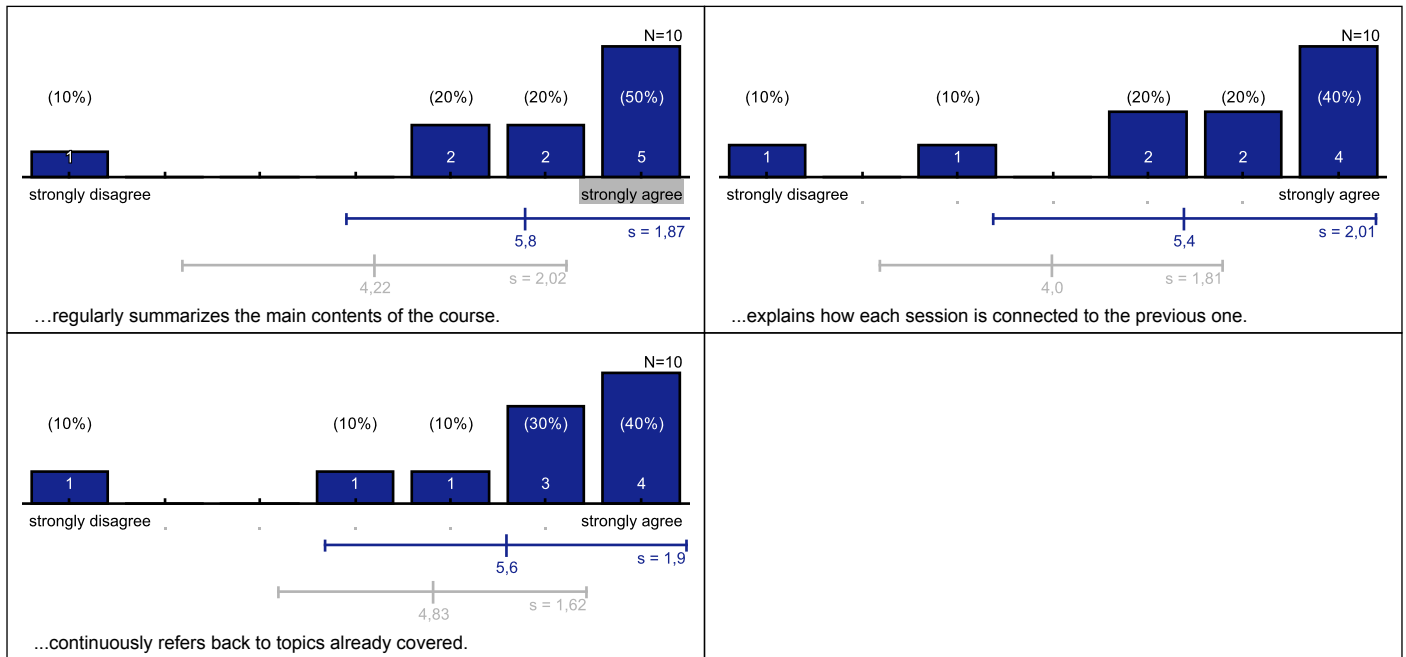 N=10
(10%) (20%) (20%) (50%)
1 2 2 5
strongly disagree strongly agree
5,8 s = 1,87
4,22 s = 2,02
…regularly summarizes the main contents of the course.
N=10
(10%) (10%) (20%) (20%) (40%)
1 1 2 2 4
strongly disagree strongly agree
5,4 s = 2,01
4,0 s = 1,81
...explains how each session is connected to the previous one.
N=10
(10%) (10%) (10%) (30%) (40%)
1 1 1 3 4
strongly disagree strongly agree
5,6 s = 1,9
4,83 s = 1,62
...continuously refers back to topics already covered.